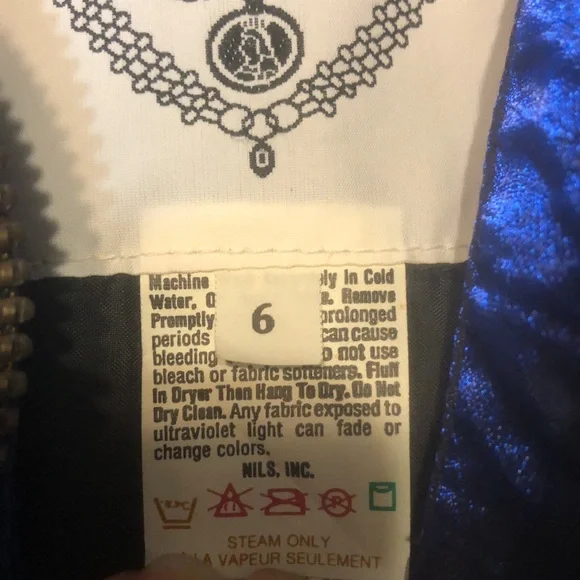 Machine ly in Cold
Water, Remove
Promptly prolonged
periods can cause
bleeding not use
6
bleach or fabric softeners. Fluff
In Dryer Then Hang To Dry. Do Not
Dry Clean. Any fabric exposed to
ultraviolet light can fade or
change colors.
NILS, INC.
STEAM ONLY
A VAPEUR SEULEMENT